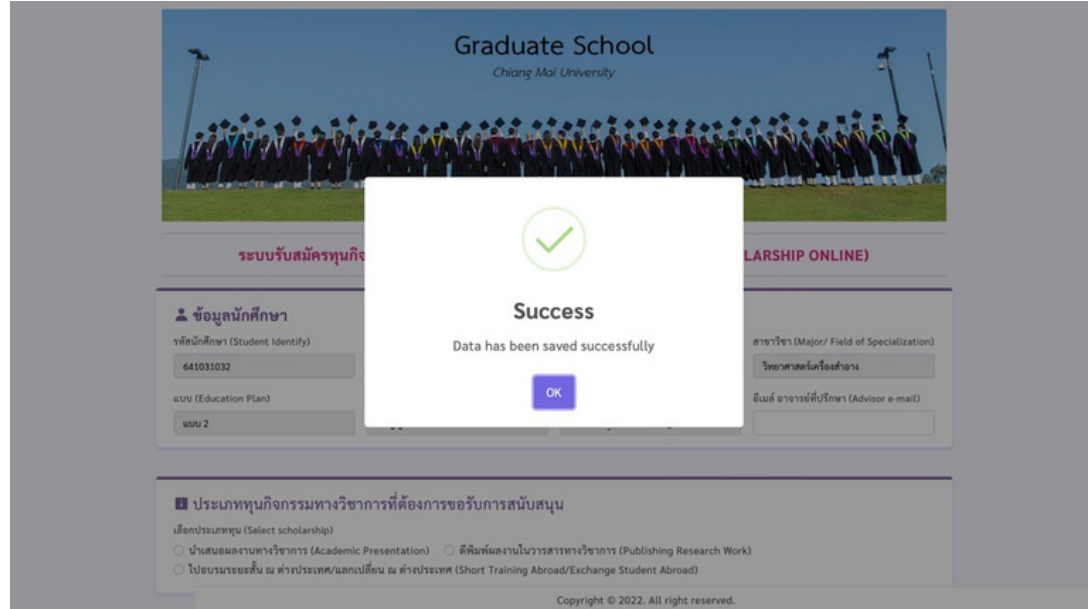 Graduate School
Chiang Mai University
ระบบรับสมัครทุนกิจ
LARSHIP ONLINE)
Success
Data has been saved successfully
OK
ข้อมูลนักศึกษา
รหัสนักศึกษา (Student Identify)
สาขาวิชา (Major/ Field of Specialization)
641031032
วิทยาศาสตร์เครื่องสำอาง
แบบ (Education Plan)
อีเมล์ อาจารย์ที่ปรึกษา (Advisor e-mail)
แบบ 2
ประเภททุนกิจกรรมทางวิชาการที่ต้องการขอรับการสนับสนุน
เลือกประเภททุน (Select scholarship)
นำเสนอผลงานทางวิชาการ (Academic Presentation) ตีพิมพ์ผลงานในวารสารทางวิชาการ (Publishing Research Work)
ไปอบรมระยะสั้น ณ ต่างประเทศ/แลกเปลี่ยน ณ ต่างประเทศ (Short Training Abroad/Exchange Student Abroad)
Copyright © 2022. All right reserved.